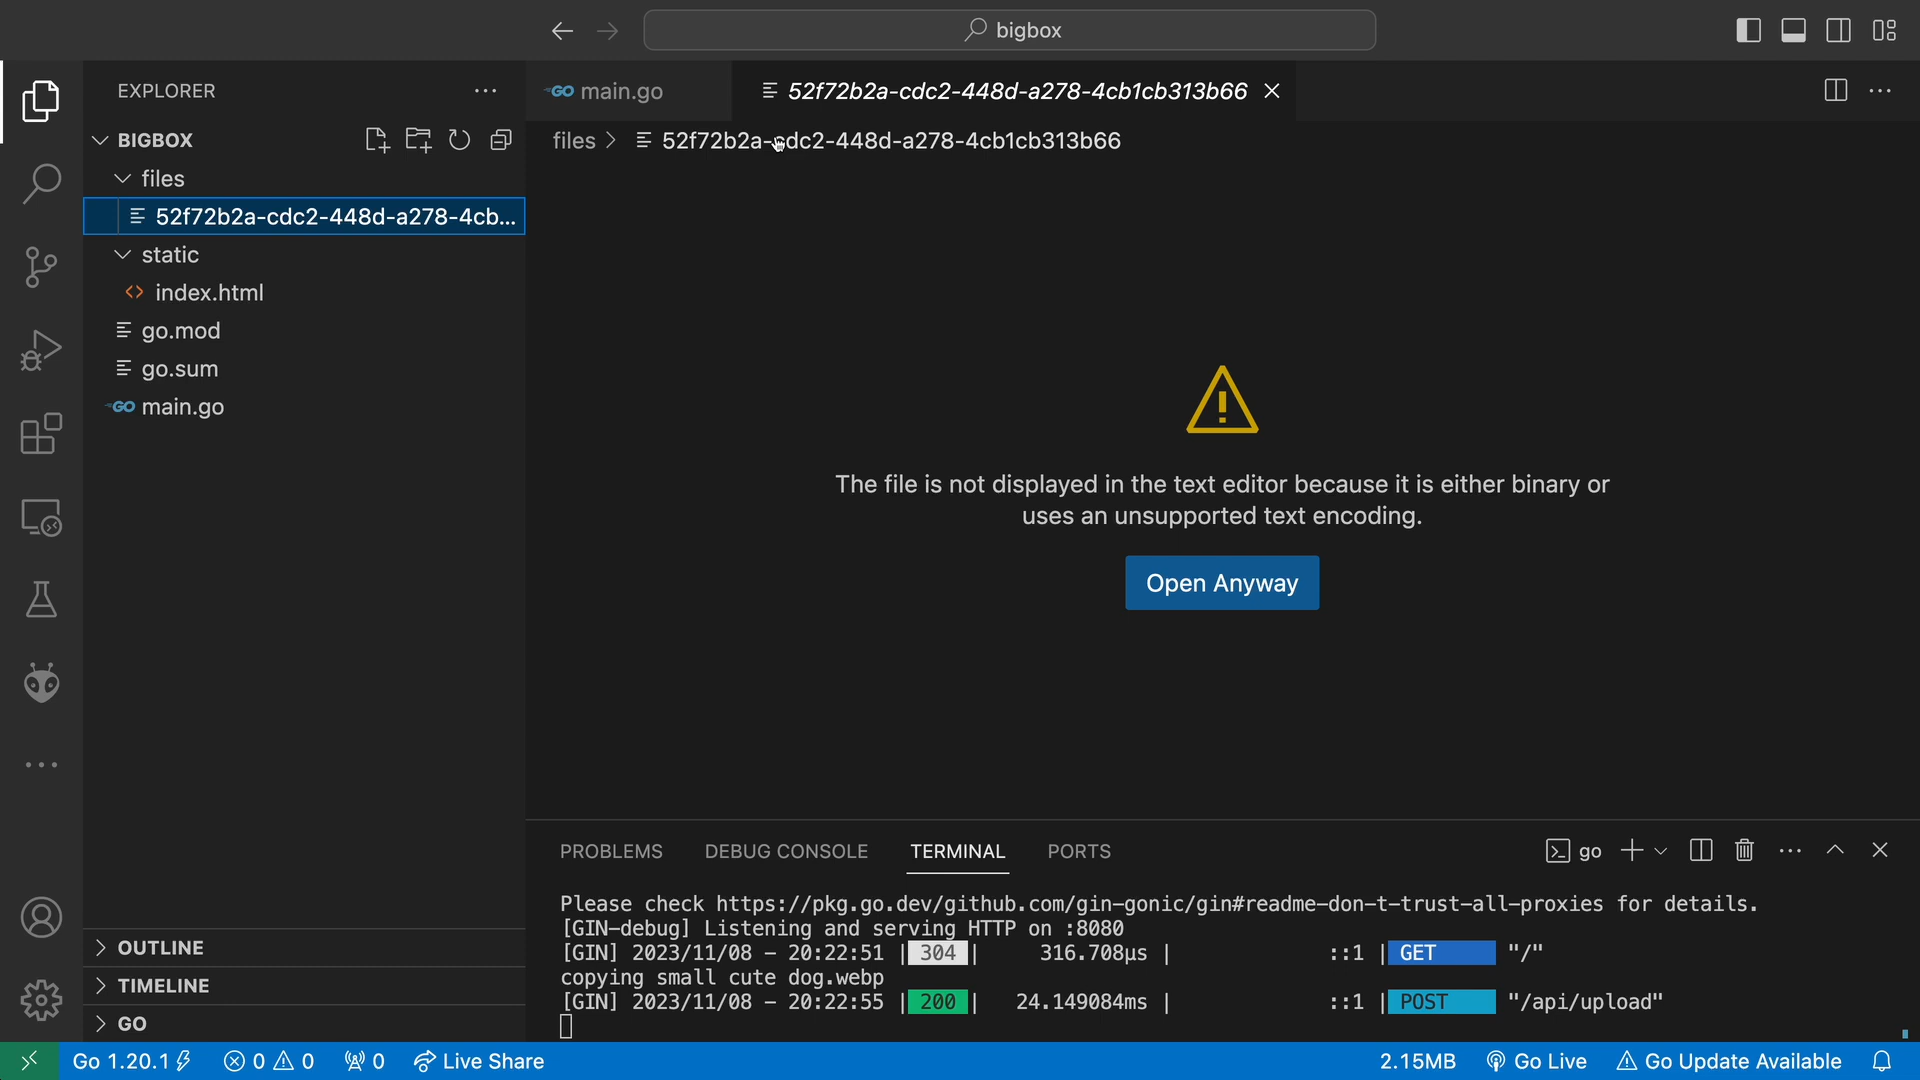 bigbox
EXPLORER
BIGBOX
files
52f72b2a-cdc2-448d-a278-4cb...
static
index.html
go.mod
go.sum
GO main.go
OUTLINE
TIMELINE
GO
GO main.go
52f72b2a-cdc2-448d-a278-4cb1cb313b66
files > 52f72b2a-cdc2-448d-a278-4cb1cb313b66
The file is not displayed in the text editor because it is either binary or
uses an unsupported text encoding.
Open Anyway
PROBLEMS DEBUG CONSOLE TERMINAL PORTS
go
Please check https://pkg.go.dev/github.com/gin-gonic/gin#readme-don-t-trust-all-proxies for details.
[GIN-debug] Listening and serving HTTP on :8080
[GIN] 2023/11/08 - 20:22:51 | 304 | 316.708µs | ::1 | GET "/"
copying small cute dog.webp
[GIN] 2023/11/08 - 20:22:55 | 200 | 24.149084ms | ::1 | POST "/api/upload"
Go 1.20.1 0 0 0 Live Share 2.15MB Go Live Go Update Available